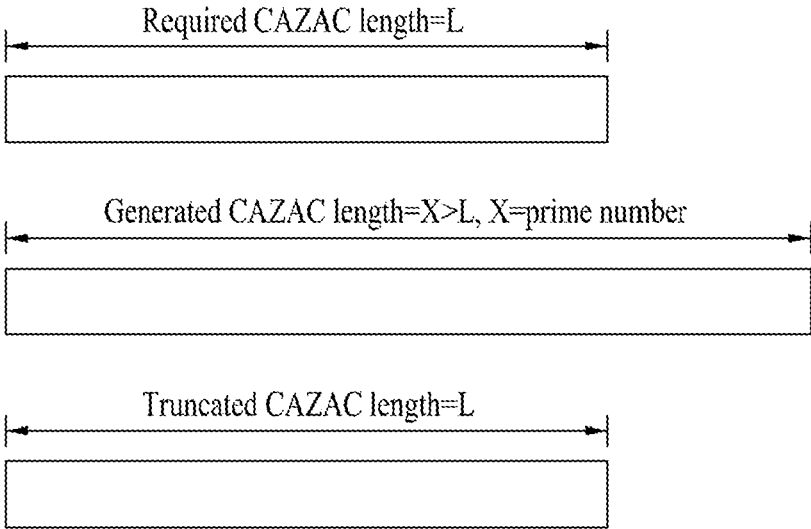 Required CAZAC length=L
Generated CAZAC length=X>L, X=prime number
Truncated CAZAC length=L